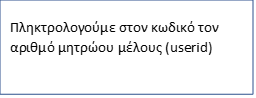 Πληκτρολογούμε στον κωδικό τον
αριθμό μητρώου μέλους (userid)